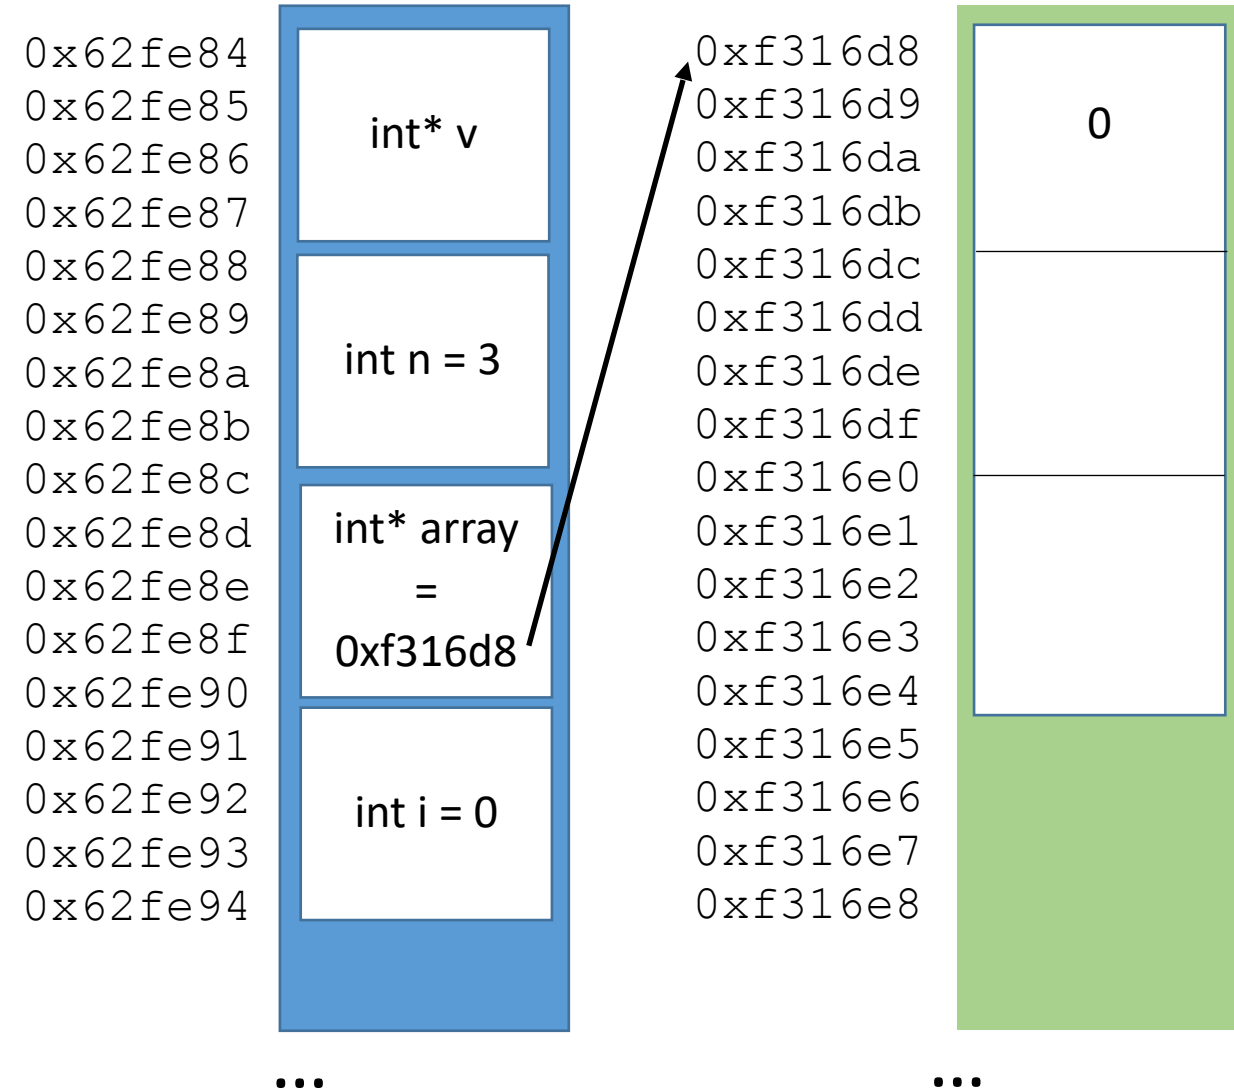 0x62fe84
0x62fe85
0x62fe86
0x62fe87
0x62fe88
0x62fe89
0x62fe8a
0x62fe8b
0x62fe8c
0x62fe8d
0x62fe8e
0x62fe8f
0x62fe90
0x62fe91
0x62fe92
0x62fe93
0x62fe94
...
int* v
int n = 3
int* array
=
0xf316d8
int i = 0
0xf316d8
0xf316d9
0xf316da
0xf316db
0xf316dc
0xf316dd
0xf316de
0xf316df
0xf316e0
0xf316e1
0xf316e2
0xf316e3
0xf316e4
0xf316e5
0xf316e6
0xf316e7
0xf316e8
0
...